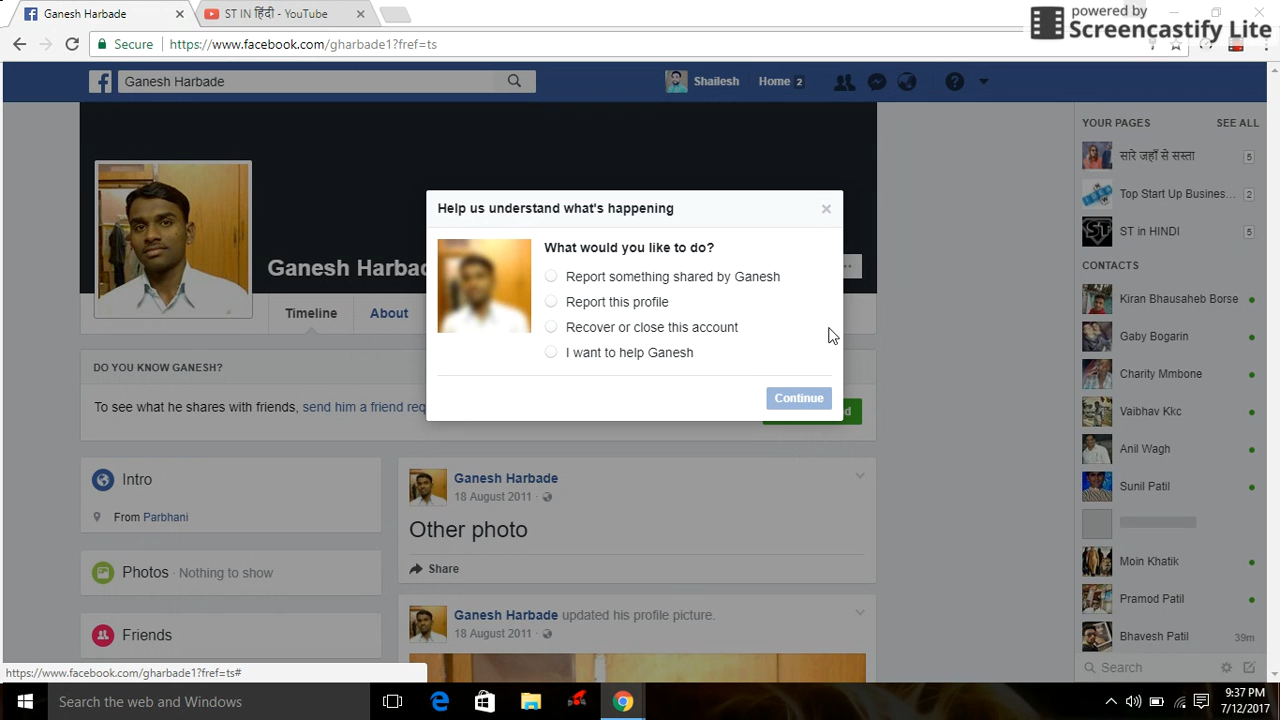 Ganesh Harbade
ST IN हिंदी - YouTube
powered by
Screencastify Lite
Secure
https://www.facebook.com/gharbade1?fref=ts
Ganesh Harbade
Shailesh
Home 2
YOUR PAGES
SEE ALL
सारे जहाँ से सस्ता
5
Top Start Up Busines...
2
ST in HINDI
5
CONTACTS
Kiran Bhausaheb Borse
Gaby Bogarin
Charity Mmbone
Vaibhav Kkc
Anil Wagh
Sunil Patil
Moin Khatik
Pramod Patil
Bhavesh Patil
39m
Search
Ganesh Harbad
Timeline
About
Help us understand what's happening
What would you like to do?
Report something shared by Ganesh
Report this profile
Recover or close this account
I want to help Ganesh
Continue
DO YOU KNOW GANESH?
To see what he shares with friends, send him a friend req
d
Intro
From Parbhani
Photos · Nothing to show
Friends
Ganesh Harbade
18 August 2011 ·
Other photo
Share
Ganesh Harbade updated his profile picture.
18 August 2011 ·
https://www.facebook.com/gharbade1?fref=ts#
Search the web and Windows
9:37 PM
7/12/2017